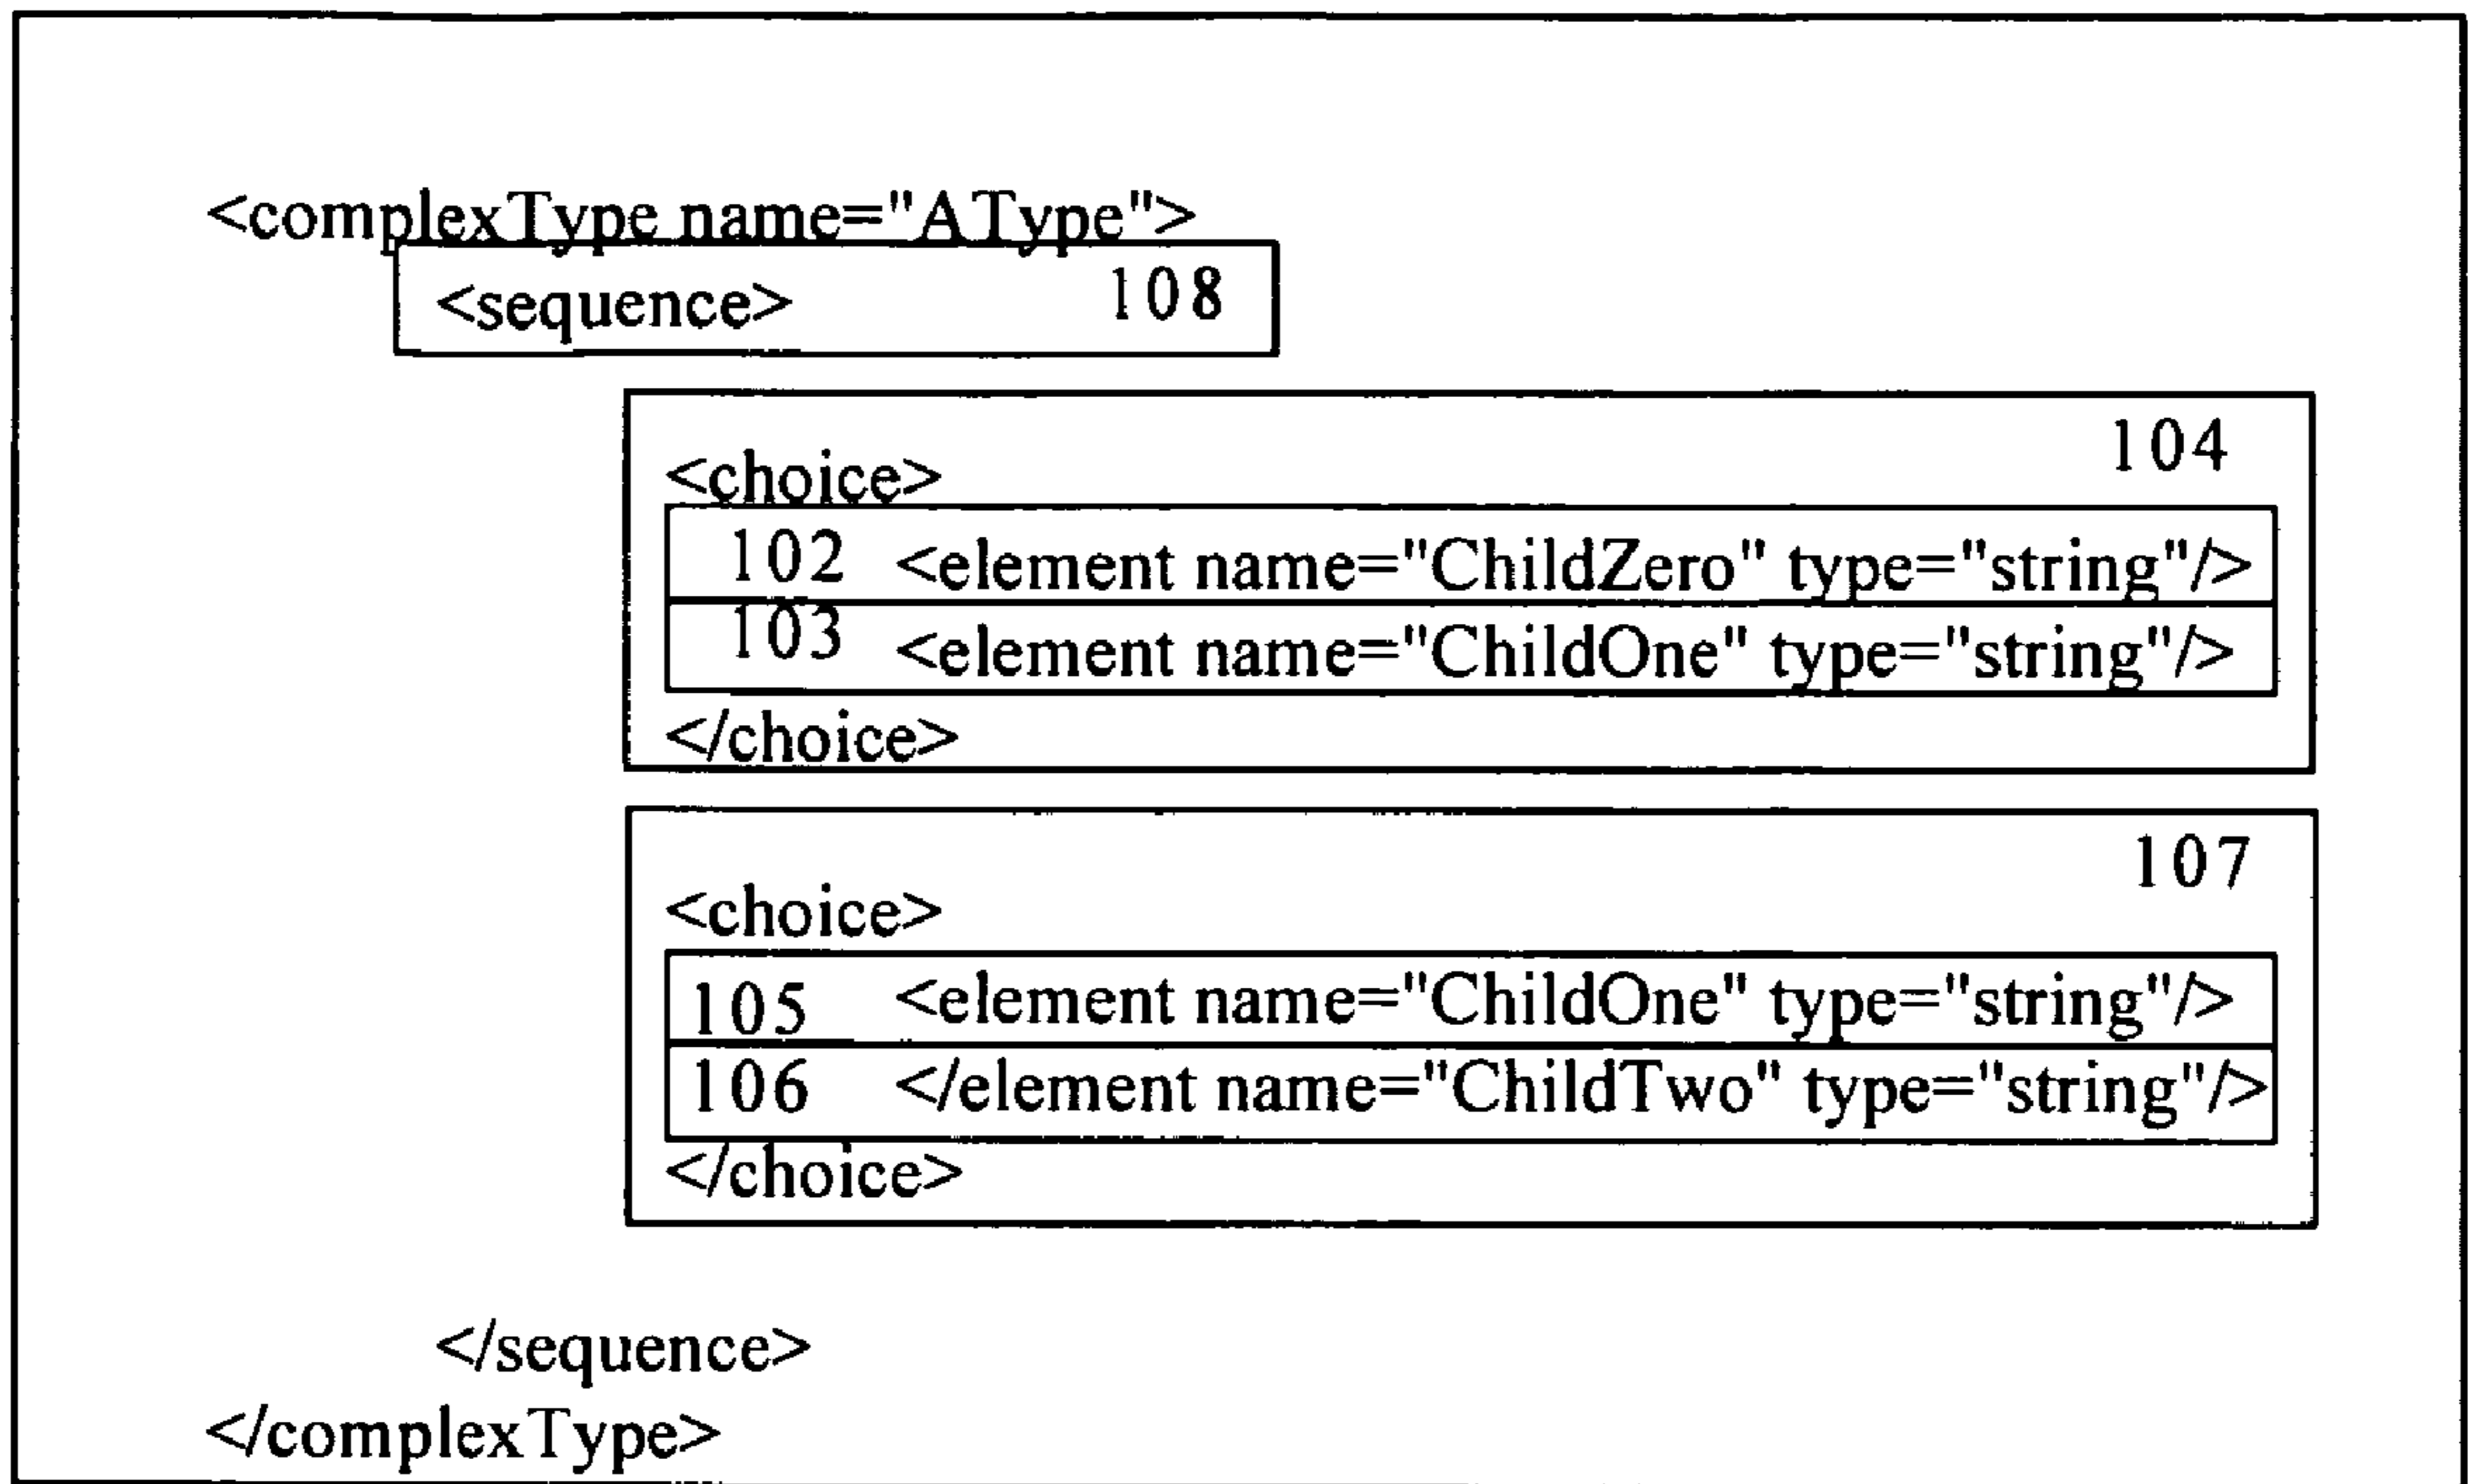 <complexType name="AType">
<sequence> 108
104
<choice>
102 <element name="ChildZero" type="string"/>
103 <element name="ChildOne" type="string"/>
</choice>
107
<choice>
105 <element name="ChildOne" type="string"/>
106 </element name="ChildTwo" type="string"/>
</choice>
</sequence>
</complexType>